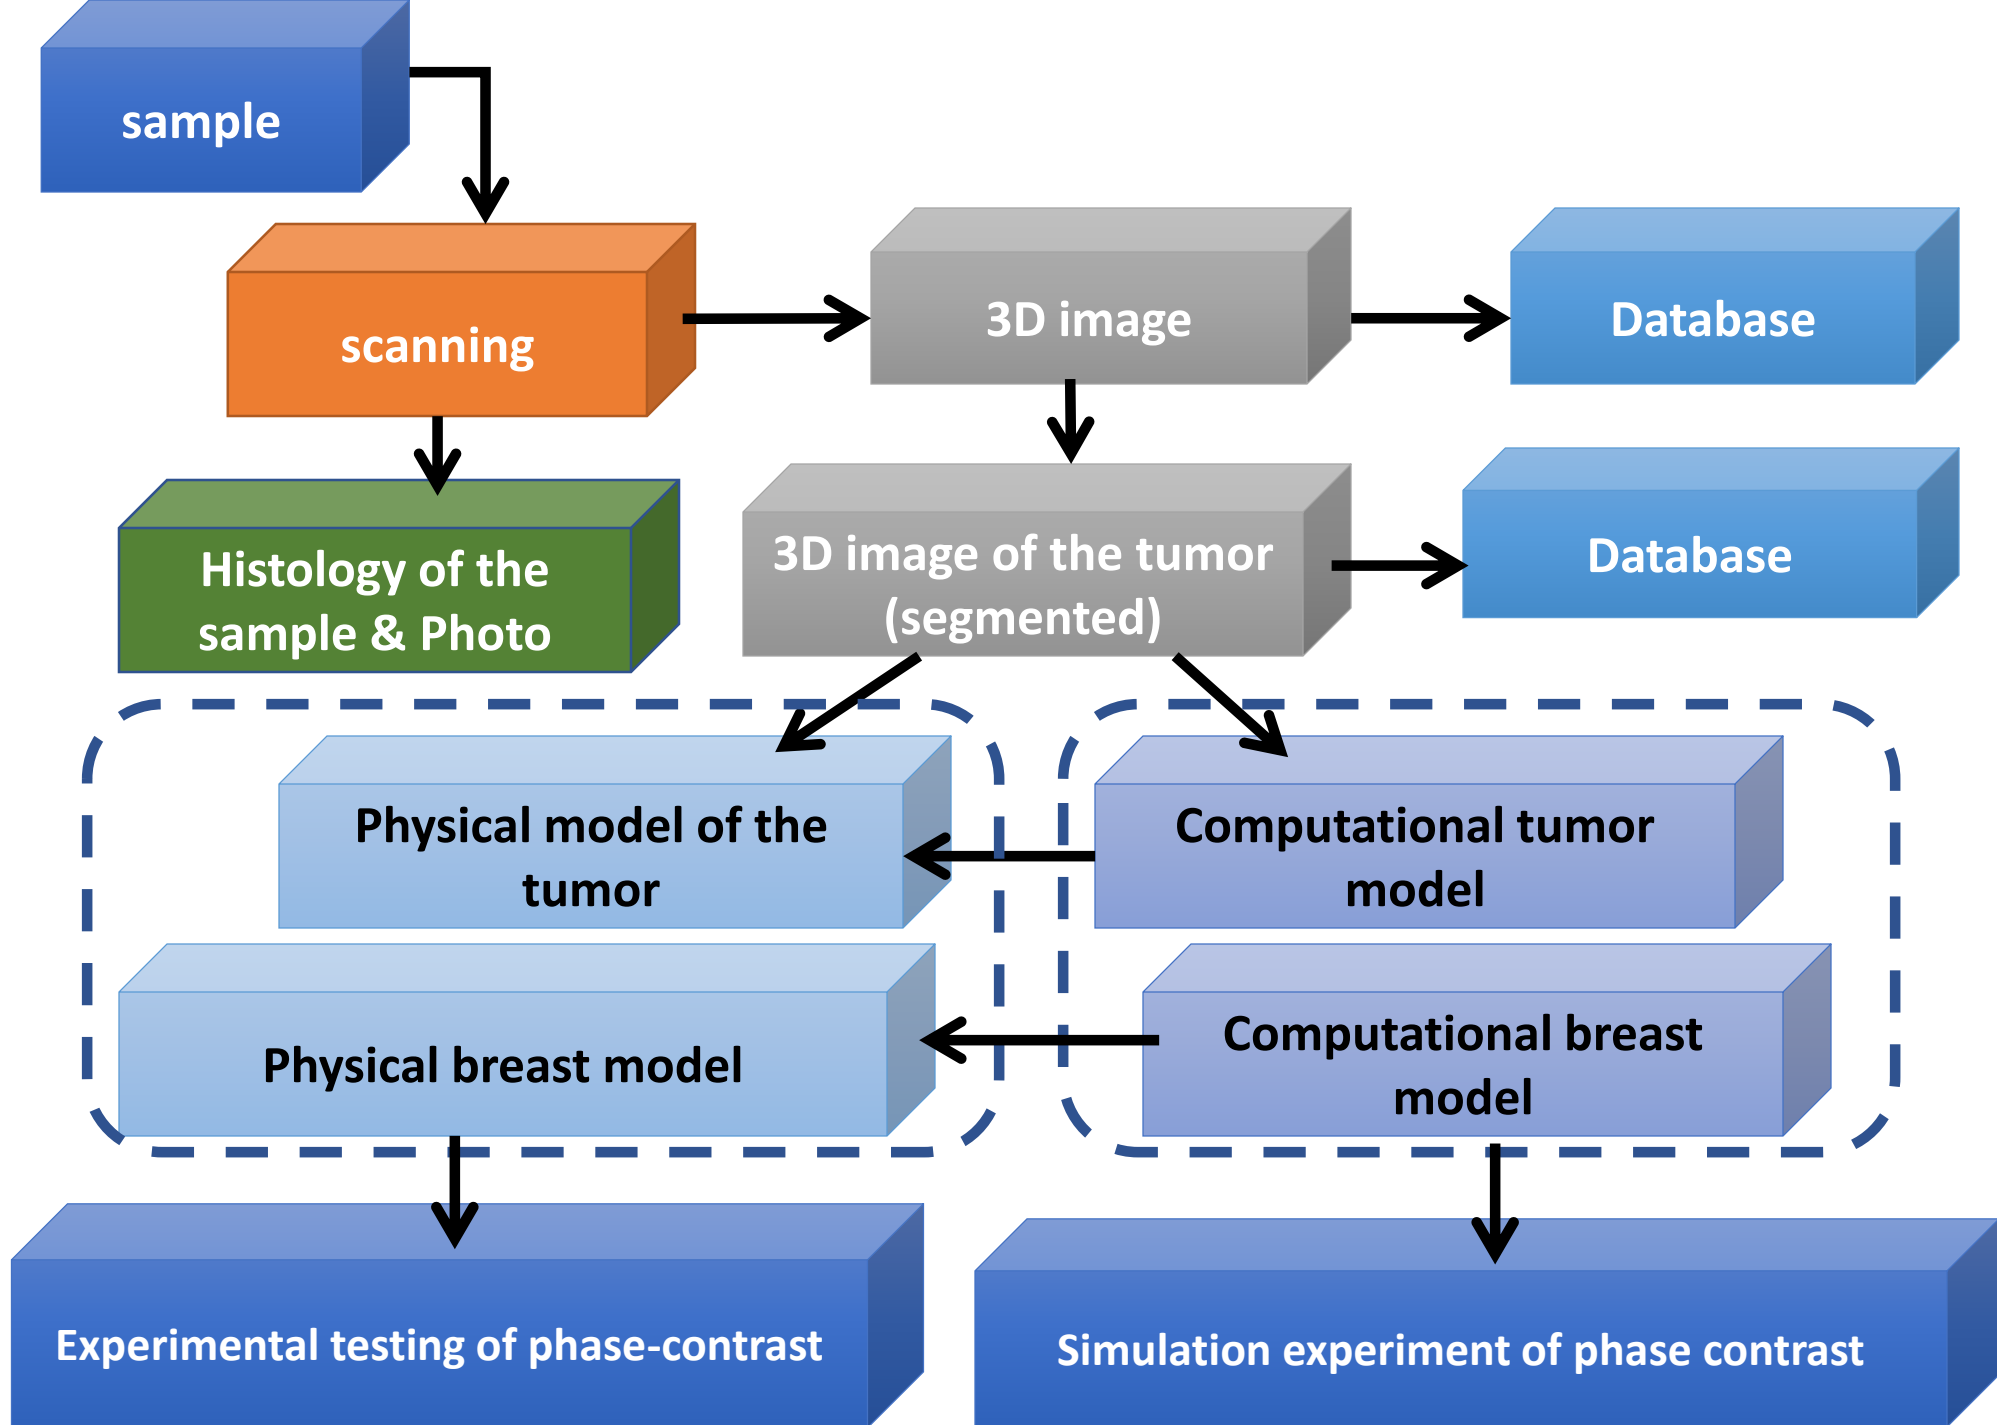 sample
scanning
3D image
Database
Histology of the
sample & Photo
3D image of the tumor
(segmented)
Database
Physical model of the
tumor
Computational tumor
model
Physical breast model
Computational breast
model
Experimental testing of phase-contrast
Simulation experiment of phase contrast